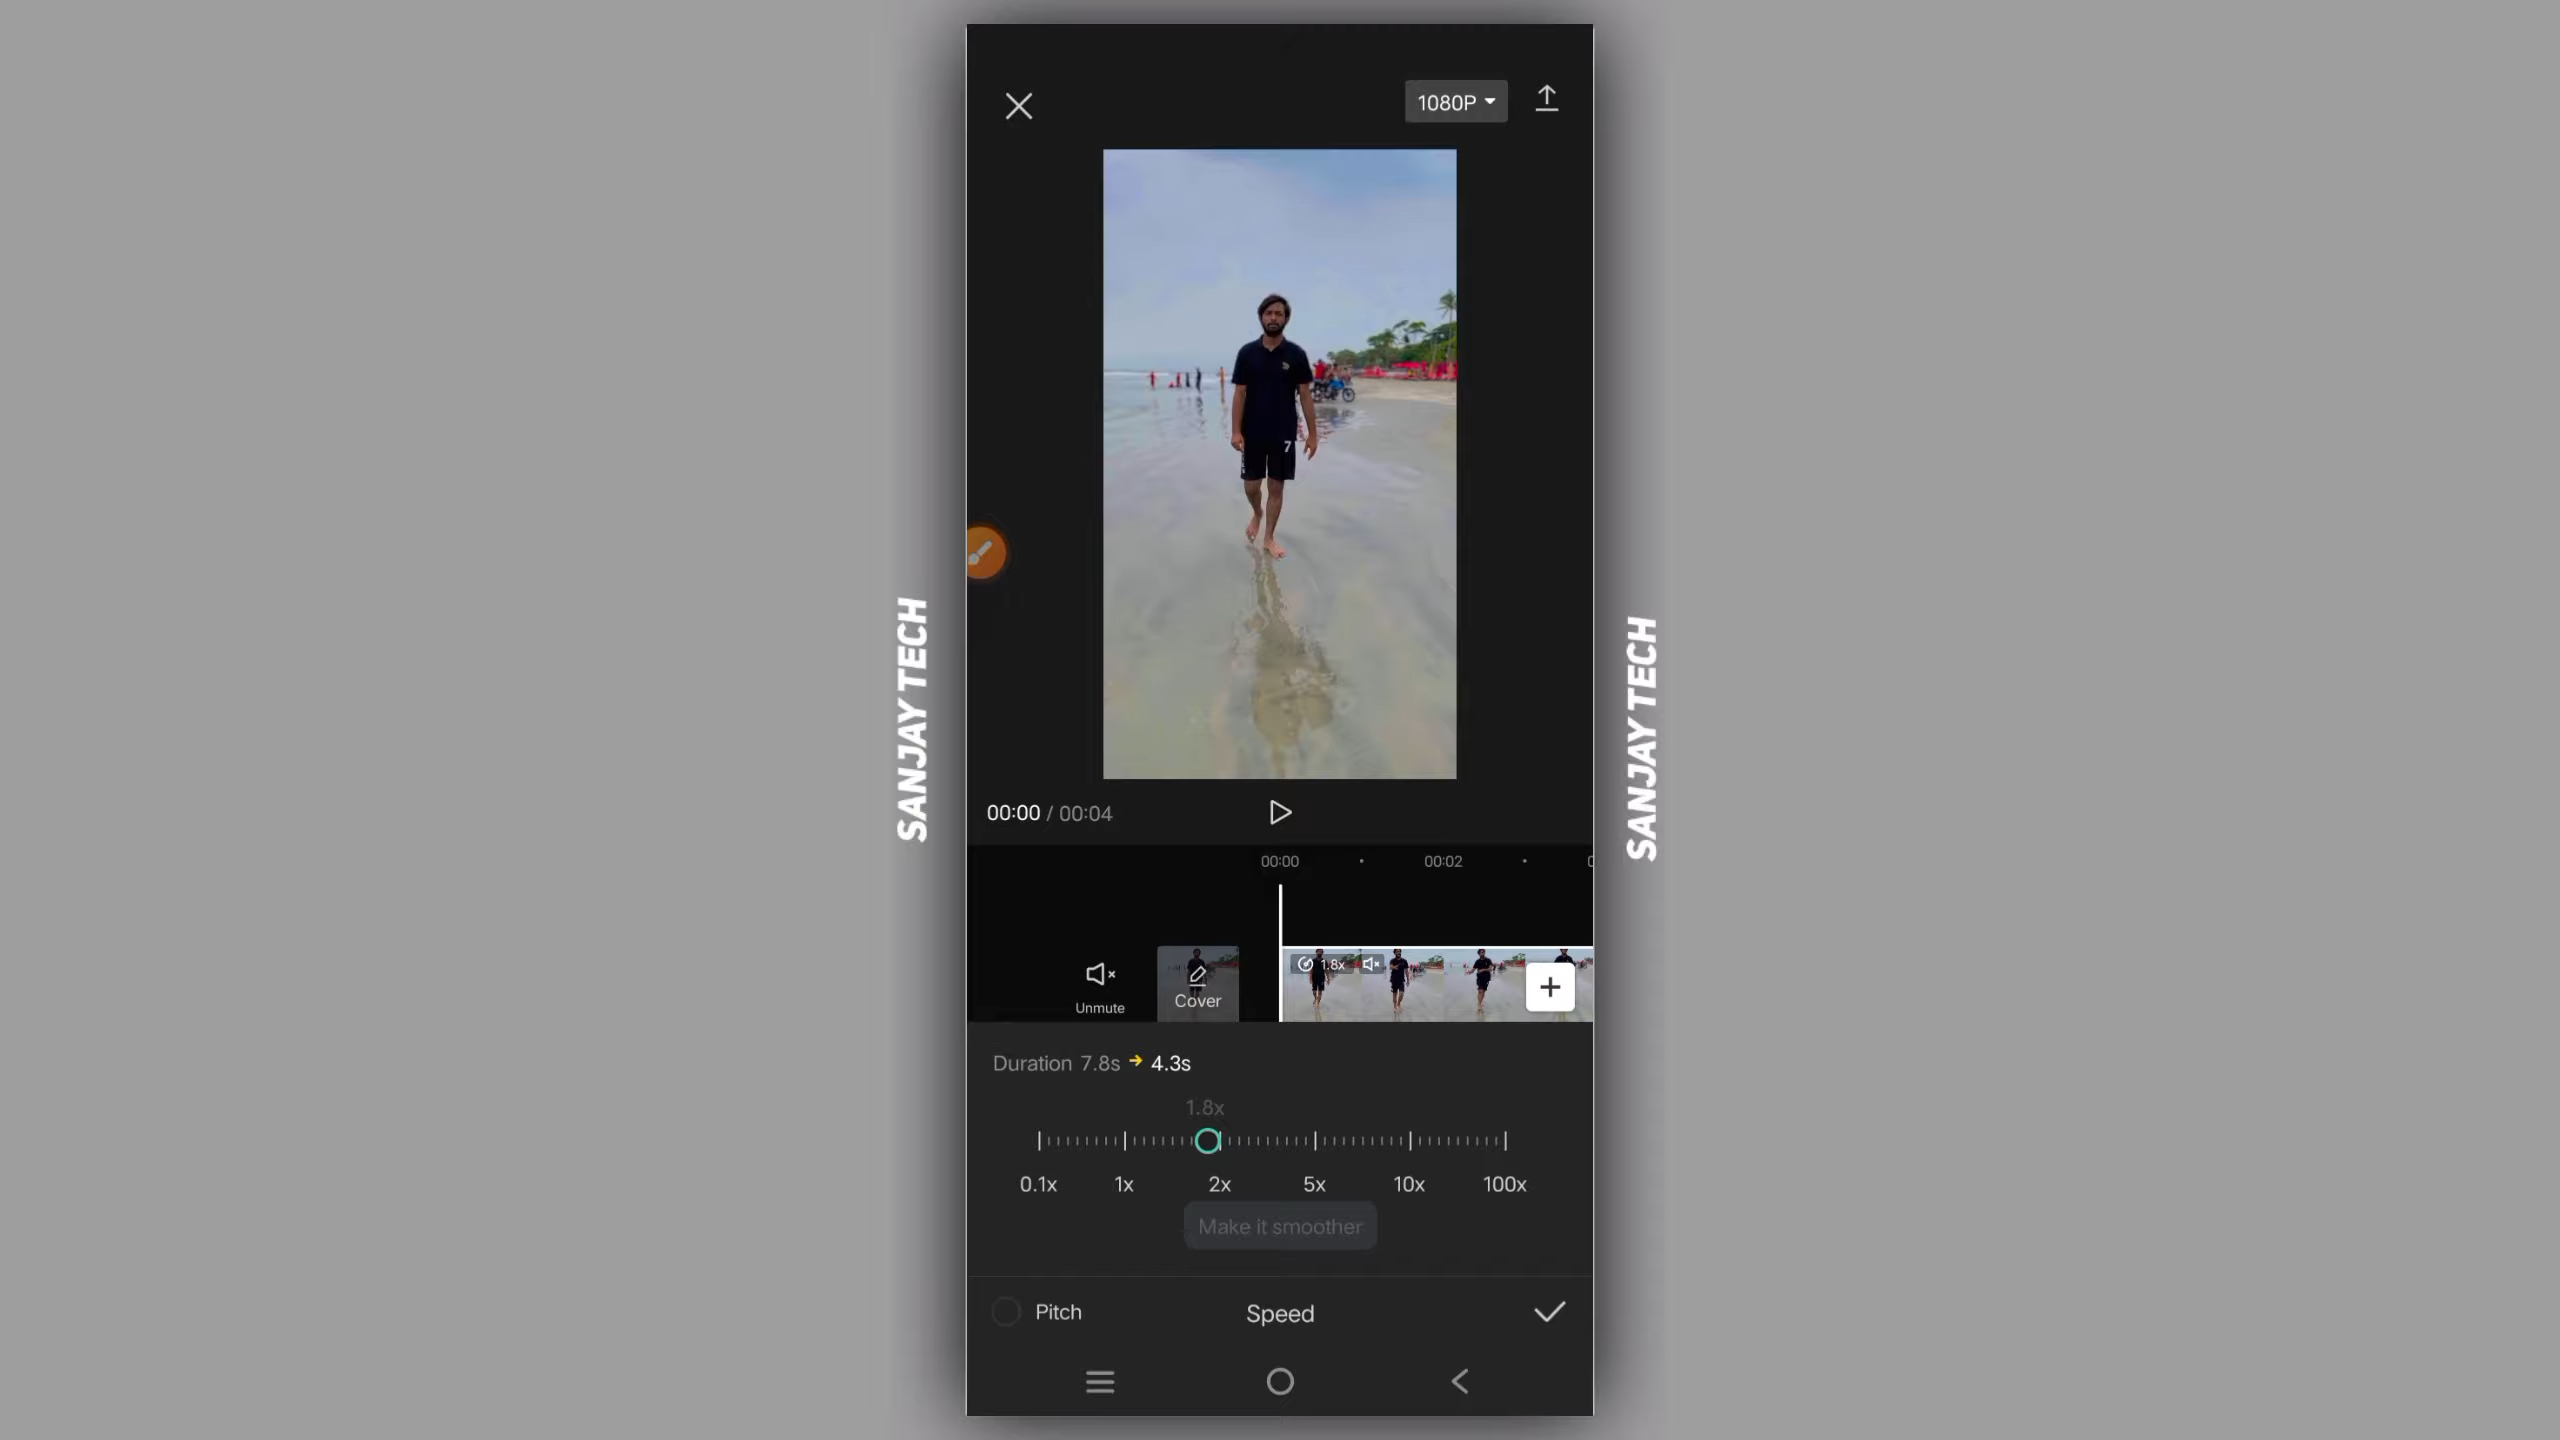 1080P
7
SANJAY TECH
SANJAY TECH
00:00 / 00:04
00:00
00:02
1.8x
Unmute
Cover
Duration 7.8s → 4.3s
1.8x
0.1x 1x 2x 5x 10x 100x
Make it smoother
Pitch
Speed